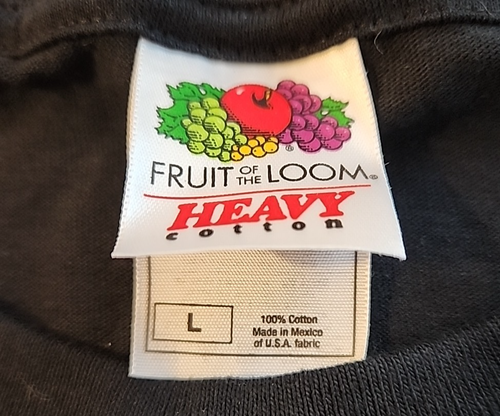 FRUIT OF THE LOOM®
HEAVY
cotton
L
100% Cotton
Made in Mexico
of U.S.A. fabric